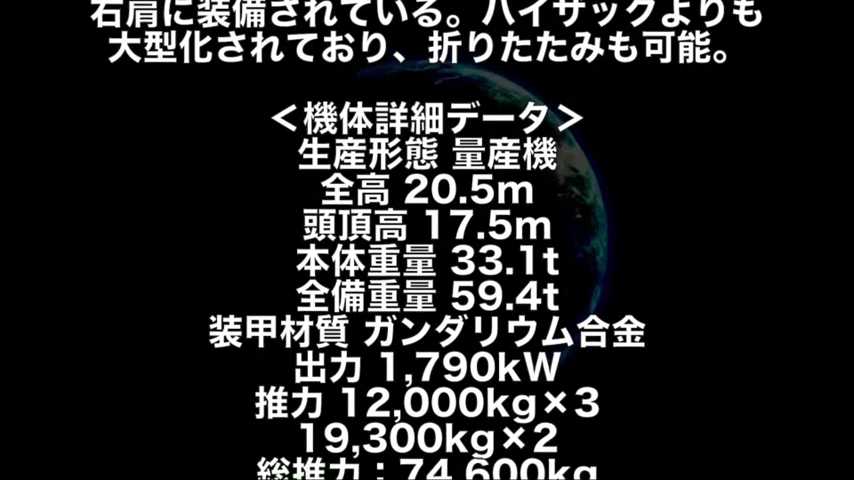 右肩に装備されている。ハイザックよりも
大型化されており、折りたたみも可能。
＜機体詳細データ＞
生産形態 量産機
全高 20.5m
頭頂高 17.5m
本体重量 33.1t
全備重量 59.4t
装甲材質 ガンダリウム合金
出力 1,790kW
推力 12,000kg×3
19,300kg×2
総推力：74,600kg